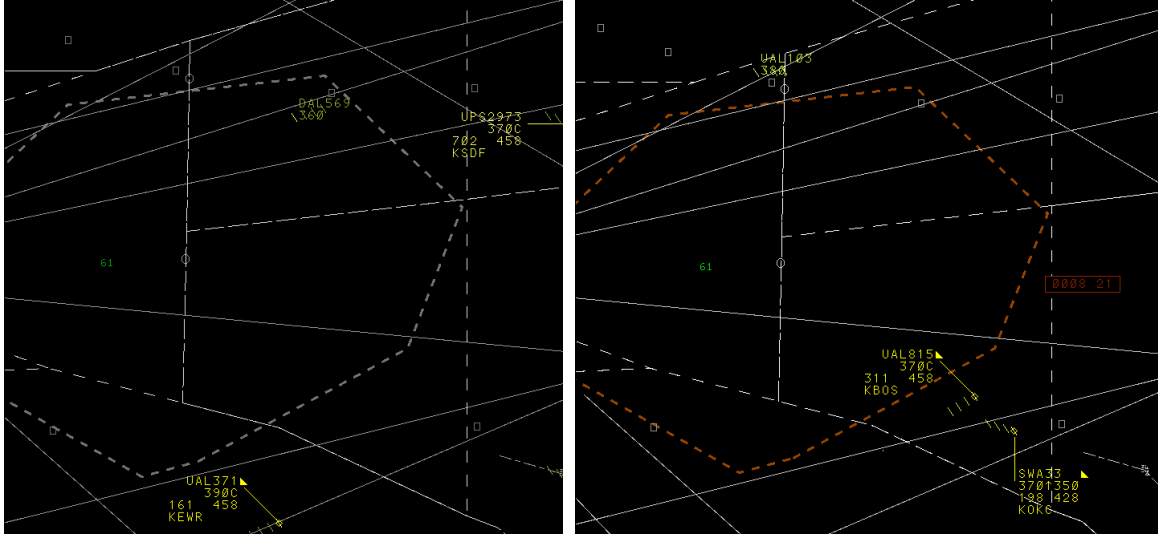 DAL569
360
UPS2973
370C
702 458
KSDF
61
UAL371
390C
161 458
KEWR
UAL103
380
61
0008 21
UAL815
370C
311 458
KBOS
SWA33
370↑350
198 428
KOKC